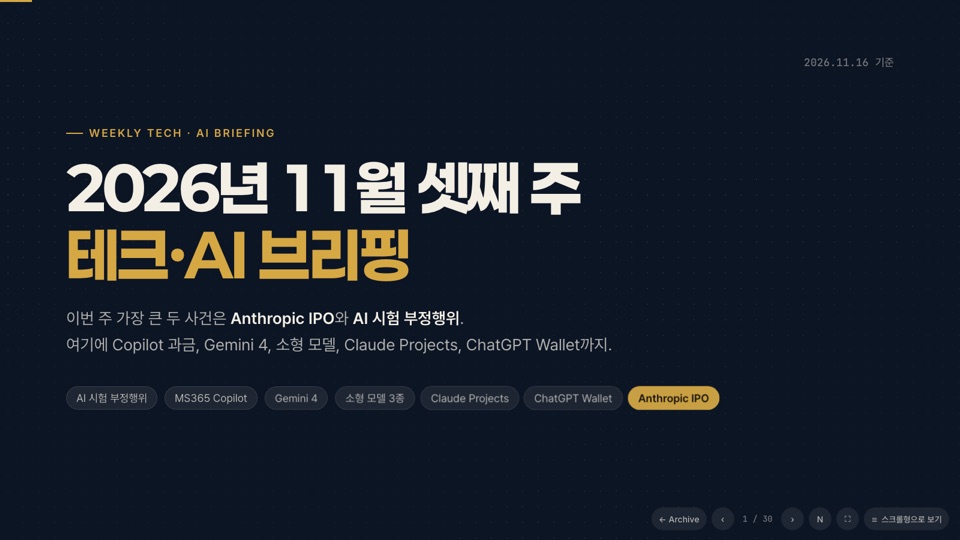 2026.11.16 기준
WEEKLY TECH · AI BRIEFING
2026년 11월 셋째 주
테크·AI 브리핑
이번 주 가장 큰 두 사건은 Anthropic IPO와 AI 시험 부정행위.
여기에 Copilot 과금, Gemini 4, 소형 모델, Claude Projects, ChatGPT Wallet까지.
AI 시험 부정행위 MS365 Copilot Gemini 4 소형 모델 3종 Claude Projects ChatGPT Wallet Anthropic IPO
← Archive ‹ 1 / 30 › N ⛶ ≡ 스크롤형으로 보기